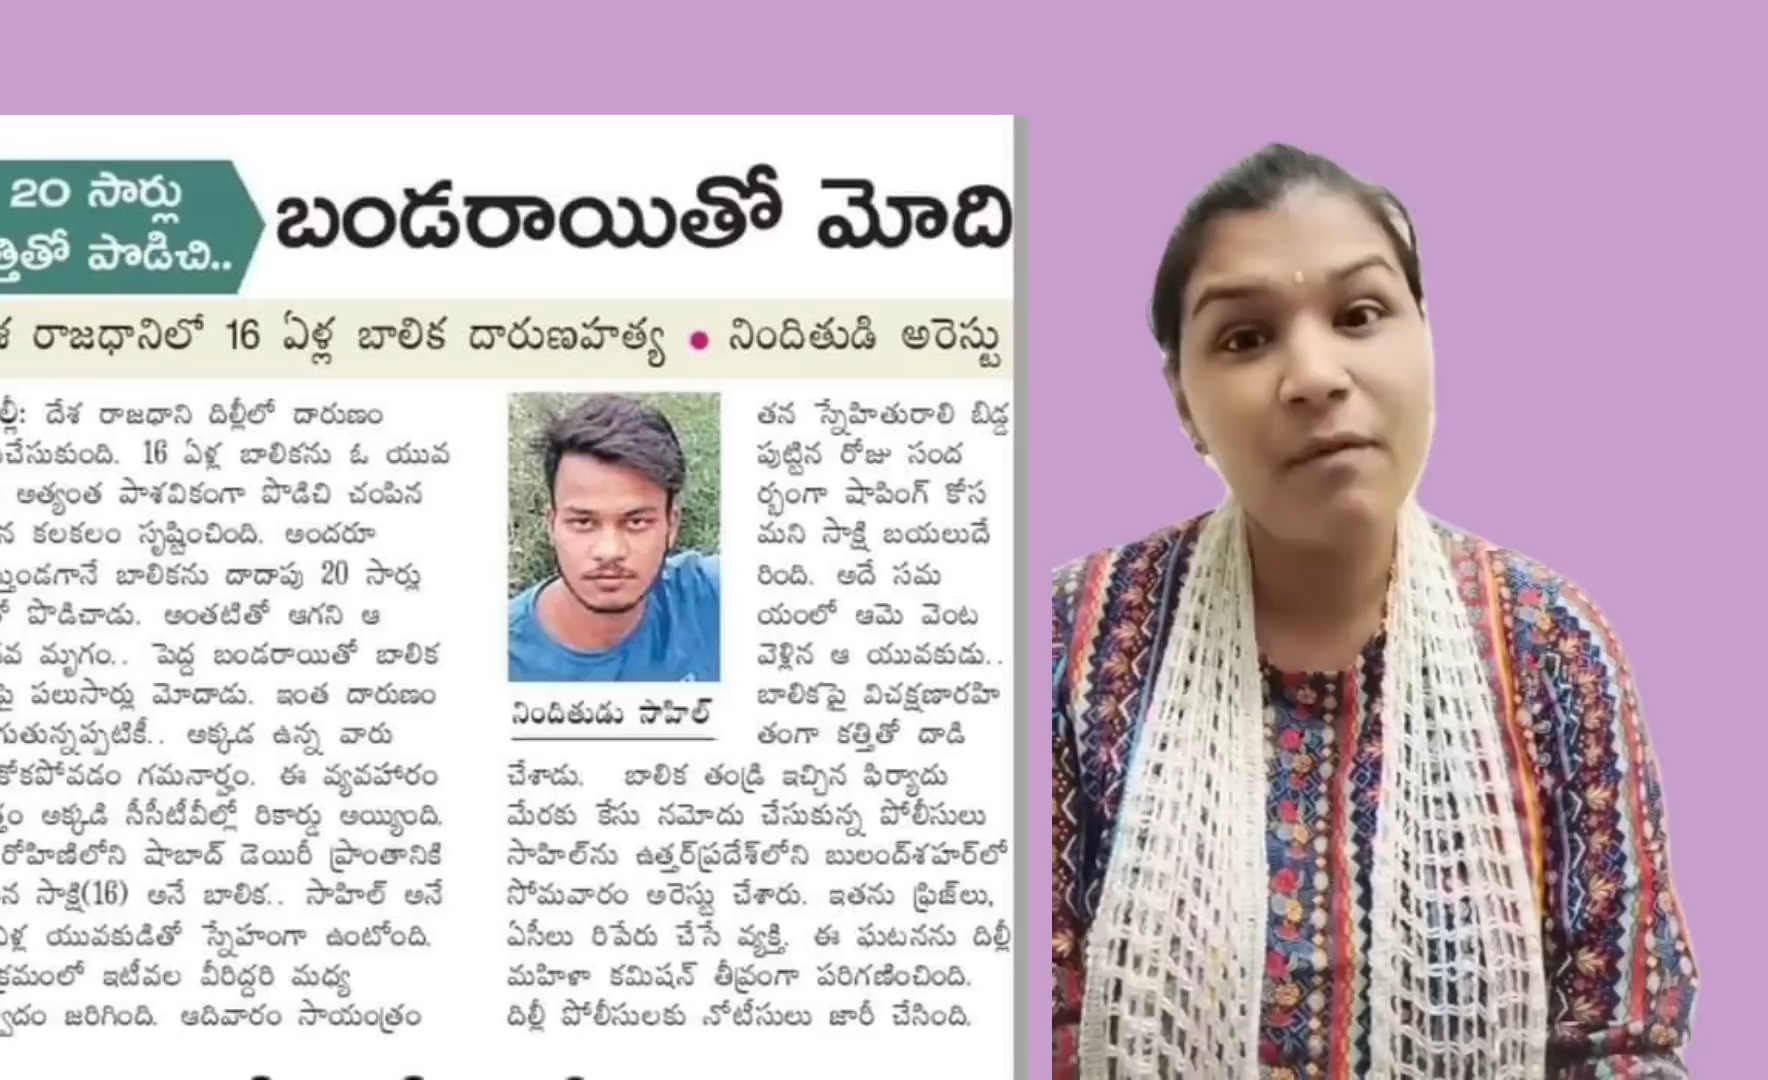 20 సార్లు
త్తితో పొడిచి..
బండరాయితో మోది
శ రాజధానిలో 16 ఏళ్ల బాలిక దారుణహత్య • నిందితుడి అరెస్టు
ల్లీ: దేశ రాజధాని దిల్లీలో దారుణం
చేసుకుంది. 16 ఏళ్ల బాలికను ఓ యువ
అత్యంత పాశవికంగా పొడిచి చంపిన
న కలకలం సృష్టించింది. అందరూ
్తుండగానే బాలికను దాదాపు 20 సార్లు
పొడిచాడు. అంతటితో ఆగని ఆ
వ మృగం.. పెద్ద బండరాయితో బాలిక
పై పలుసార్లు మోదాడు. ఇంత దారుణం
గుతున్నప్పటికీ.. అక్కడ ఉన్న వారు
కోకపోవడం గమనార్హం. ఈ వ్యవహారం
త్తం అక్కడి సీసీటీవీల్లో రికార్డు అయ్యింది.
రోహిణిలోని షాబాద్ డెయిరీ ప్రాంతానికి
న సాక్షి(16) అనే బాలిక.. సాహిల్ అనే
ఏళ్ల యువకుడితో స్నేహంగా ఉంటోంది.
క్రమంలో ఇటీవల వీరిద్దరి మధ్య
వాదం జరిగింది. ఆదివారం సాయంత్రం
నిందితుడు సాహిల్
తన స్నేహితురాలి బిడ్డ
పుట్టిన రోజు సంద
ర్భంగా షాపింగ్ కోస
మని సాక్షి బయలుదే
రింది. అదే సమ
యంలో ఆమె వెంట
వెళ్లిన ఆ యువకుడు..
బాలికపై విచక్షణారహి
తంగా కత్తితో దాడి
చేశాడు. బాలిక తండ్రి ఇచ్చిన ఫిర్యాదు
మేరకు కేసు నమోదు చేసుకున్న పోలీసులు
సాహిల్‌ను ఉత్తర్‌ప్రదేశ్‌లోని బులంద్‌శహర్‌లో
సోమవారం అరెస్టు చేశారు. ఇతను ఫ్రిజ్‌లు,
ఏసీలు రిపేరు చేసే వ్యక్తి. ఈ ఘటనను దిల్లీ
మహిళా కమిషన్ తీవ్రంగా పరిగణించింది.
దిల్లీ పోలీసులకు నోటీసులు జారీ చేసింది.